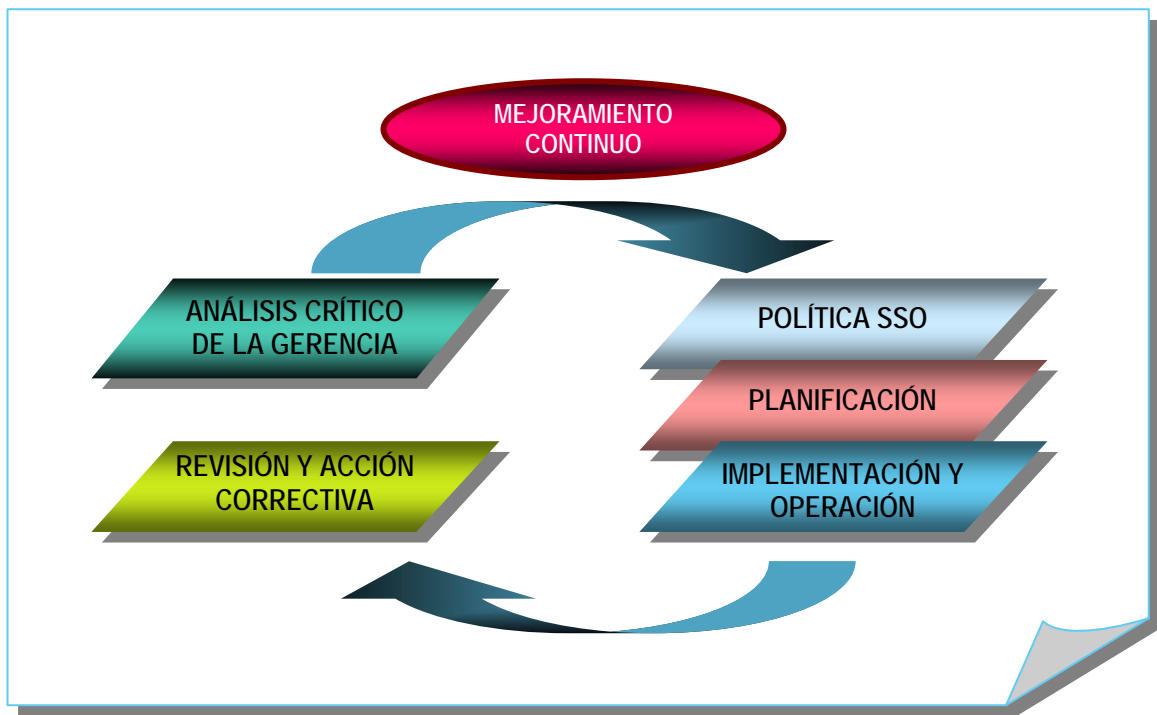 MEJORAMIENTO
CONTINUO
ANÁLISIS CRÍTICO
DE LA GERENCIA
POLÍTICA SSO
PLANIFICACIÓN
REVISIÓN Y ACCIÓN
CORRECTIVA
IMPLEMENTACIÓN Y
OPERACIÓN